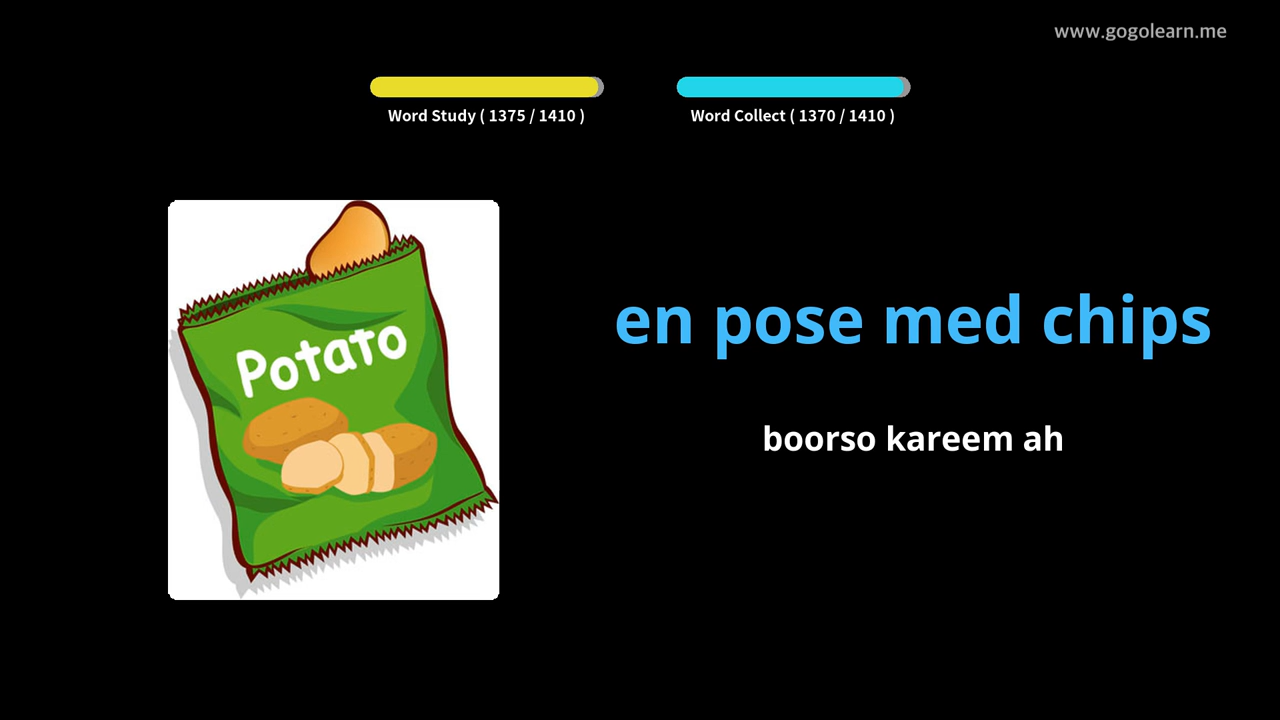 www.gogolearn.me
Word Study ( 1375 / 1410 )
Word Collect ( 1370 / 1410 )
Potato
en pose med chips
boorso kareem ah